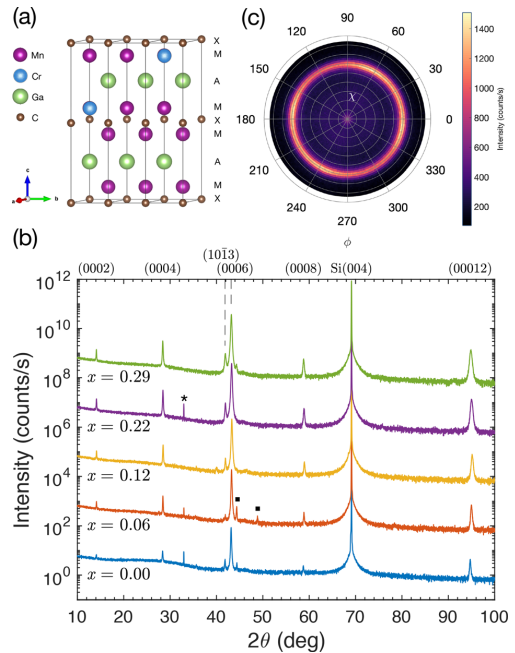 (a)
Mn
Cr
Ga
C
X
M
A
M
X
M
A
M
X
c
a
b
(c)
90
120
60
150
30
χ
180
0
210
330
240
300
270
ϕ
1400
1200
1000
800
600
400
200
Intensity (counts/s)
(b)
(101̄3)
(0002)
(0004)
(0006)
(0008)
Si(004)
(00012)
10^12
10^10
10^8
10^6
10^4
10^2
10^0
Intensity (counts/s)
x = 0.29
*
x = 0.22
x = 0.12
x = 0.06
x = 0.00
10
20
30
40
50
60
70
80
90
100
2θ (deg)